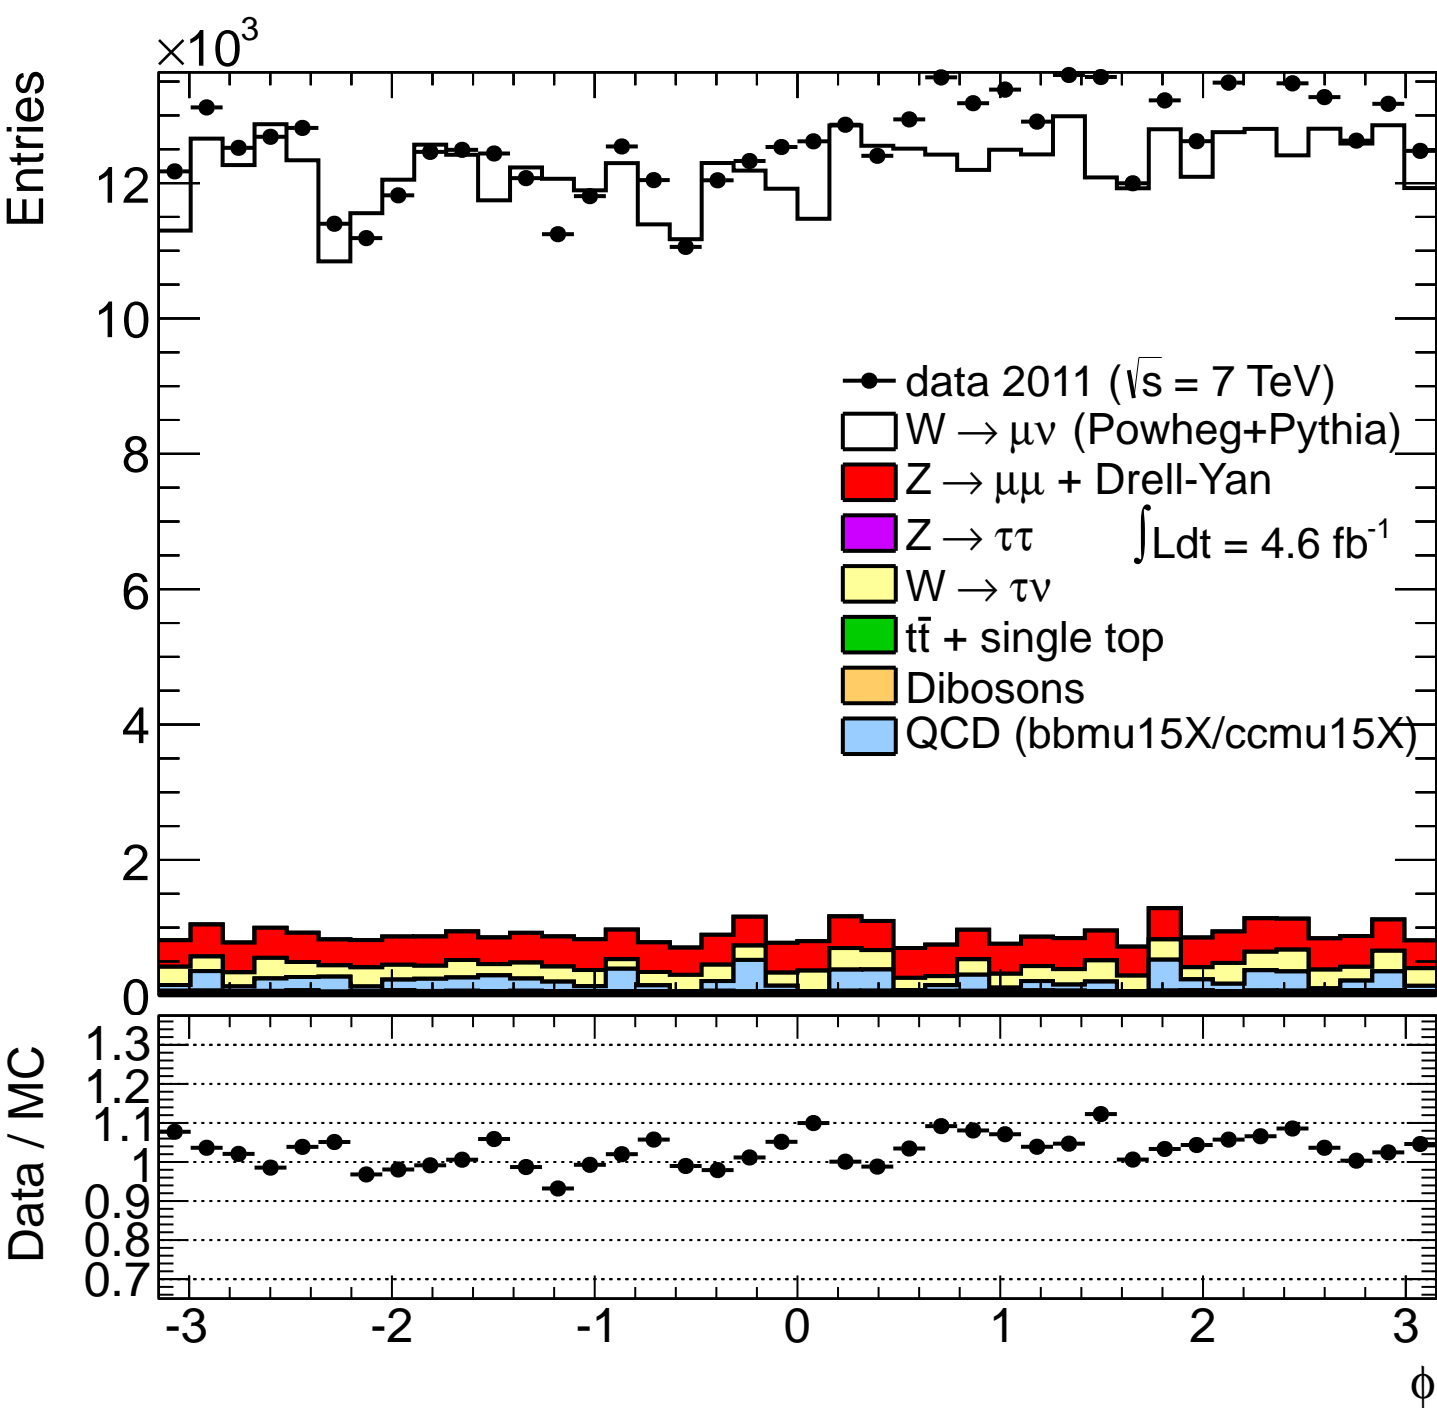 ×10³
Entries
12
10
8
6
4
2
0
data 2011 (√s = 7 TeV)
W → μν (Powheg+Pythia)
Z → μμ + Drell-Yan
Z → ττ
∫Ldt = 4.6 fb⁻¹
W → τν
tt̄ + single top
Dibosons
QCD (bbmu15X/ccmu15X)
Data / MC
1.3
1.2
1.1
1
0.9
0.8
0.7
-3 -2 -1 0 1 2 3
ϕ